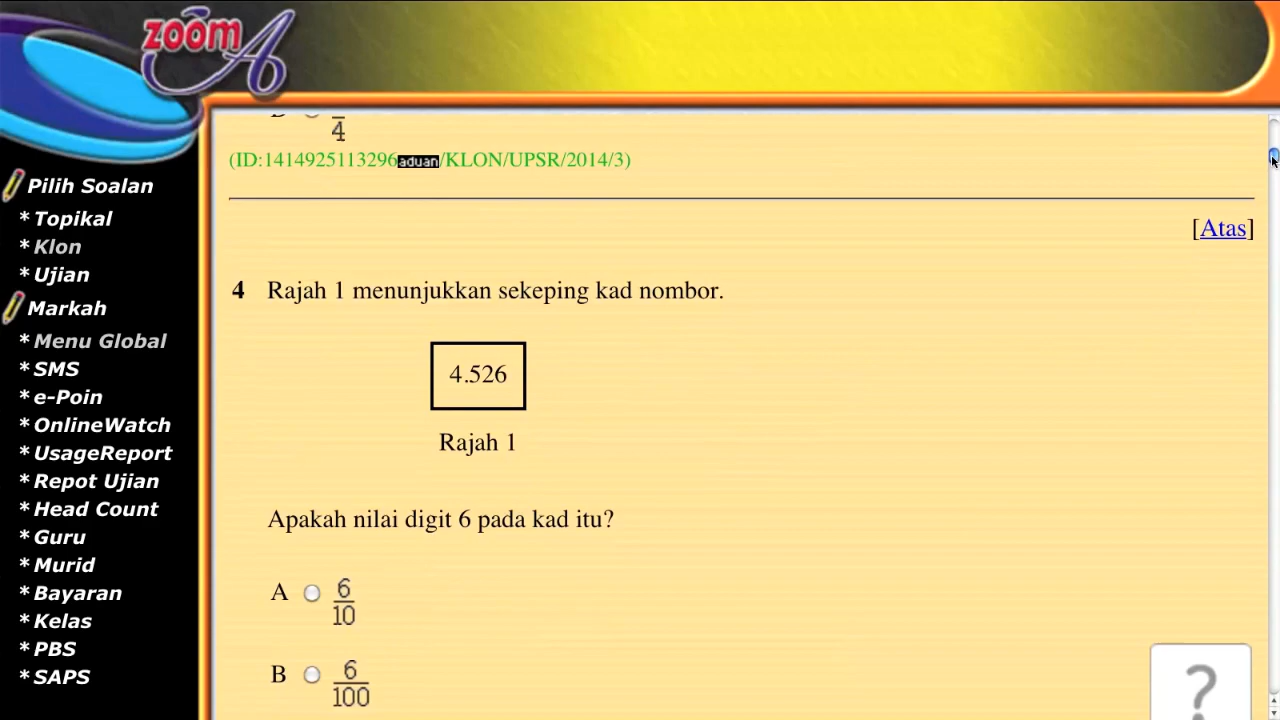 zoom A
Pilih Soalan
* Topikal
* Klon
* Ujian
Markah
* Menu Global
* SMS
* e-Poin
* OnlineWatch
* UsageReport
* Repot Ujian
* Head Count
* Guru
* Murid
* Bayaran
* Kelas
* PBS
* SAPS
4
(ID:1414925113296aduan/KLON/UPSR/2014/3)
[Atas]
4 Rajah 1 menunjukkan sekeping kad nombor.
4.526
Rajah 1
Apakah nilai digit 6 pada kad itu?
A 6/10
B 6/100
?